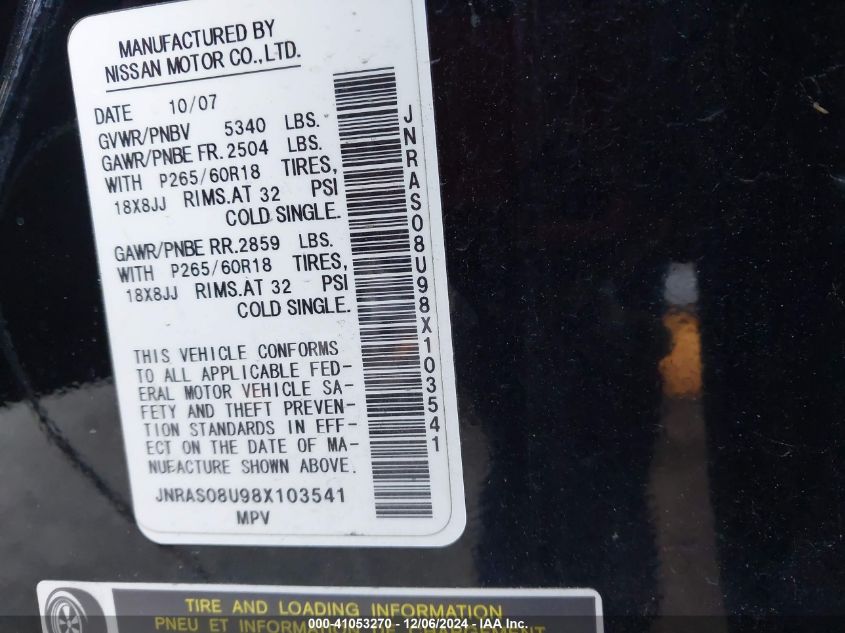 MANUFACTURED BY
NISSAN MOTOR CO., LTD.
DATE 10/07
GVWR/PNBV 5340 LBS.
GAWR/PNBE FR. 2504 LBS.
WITH P265/60R18 TIRES,
18X8JJ RIMS. AT 32 PSI
COLD SINGLE.
GAWR/PNBE RR. 2859 LBS.
WITH P265/60R18 TIRES,
18X8JJ RIMS. AT 32 PSI
COLD SINGLE.
THIS VEHICLE CONFORMS
TO ALL APPLICABLE FED-
ERAL MOTOR VEHICLE SA-
FETY AND THEFT PREVEN-
TION STANDARDS IN EFF-
ECT ON THE DATE OF MA-
NUFACTURE SHOWN ABOVE.
JNRAS08U98X103541
MPV
JNRAS08U98X103541
TIRE AND LOADING INFORMATION
PNEU ET INFORMATIONS DE CHARGEMENT
000-41053270 - 12/06/2024 - IAA Inc.